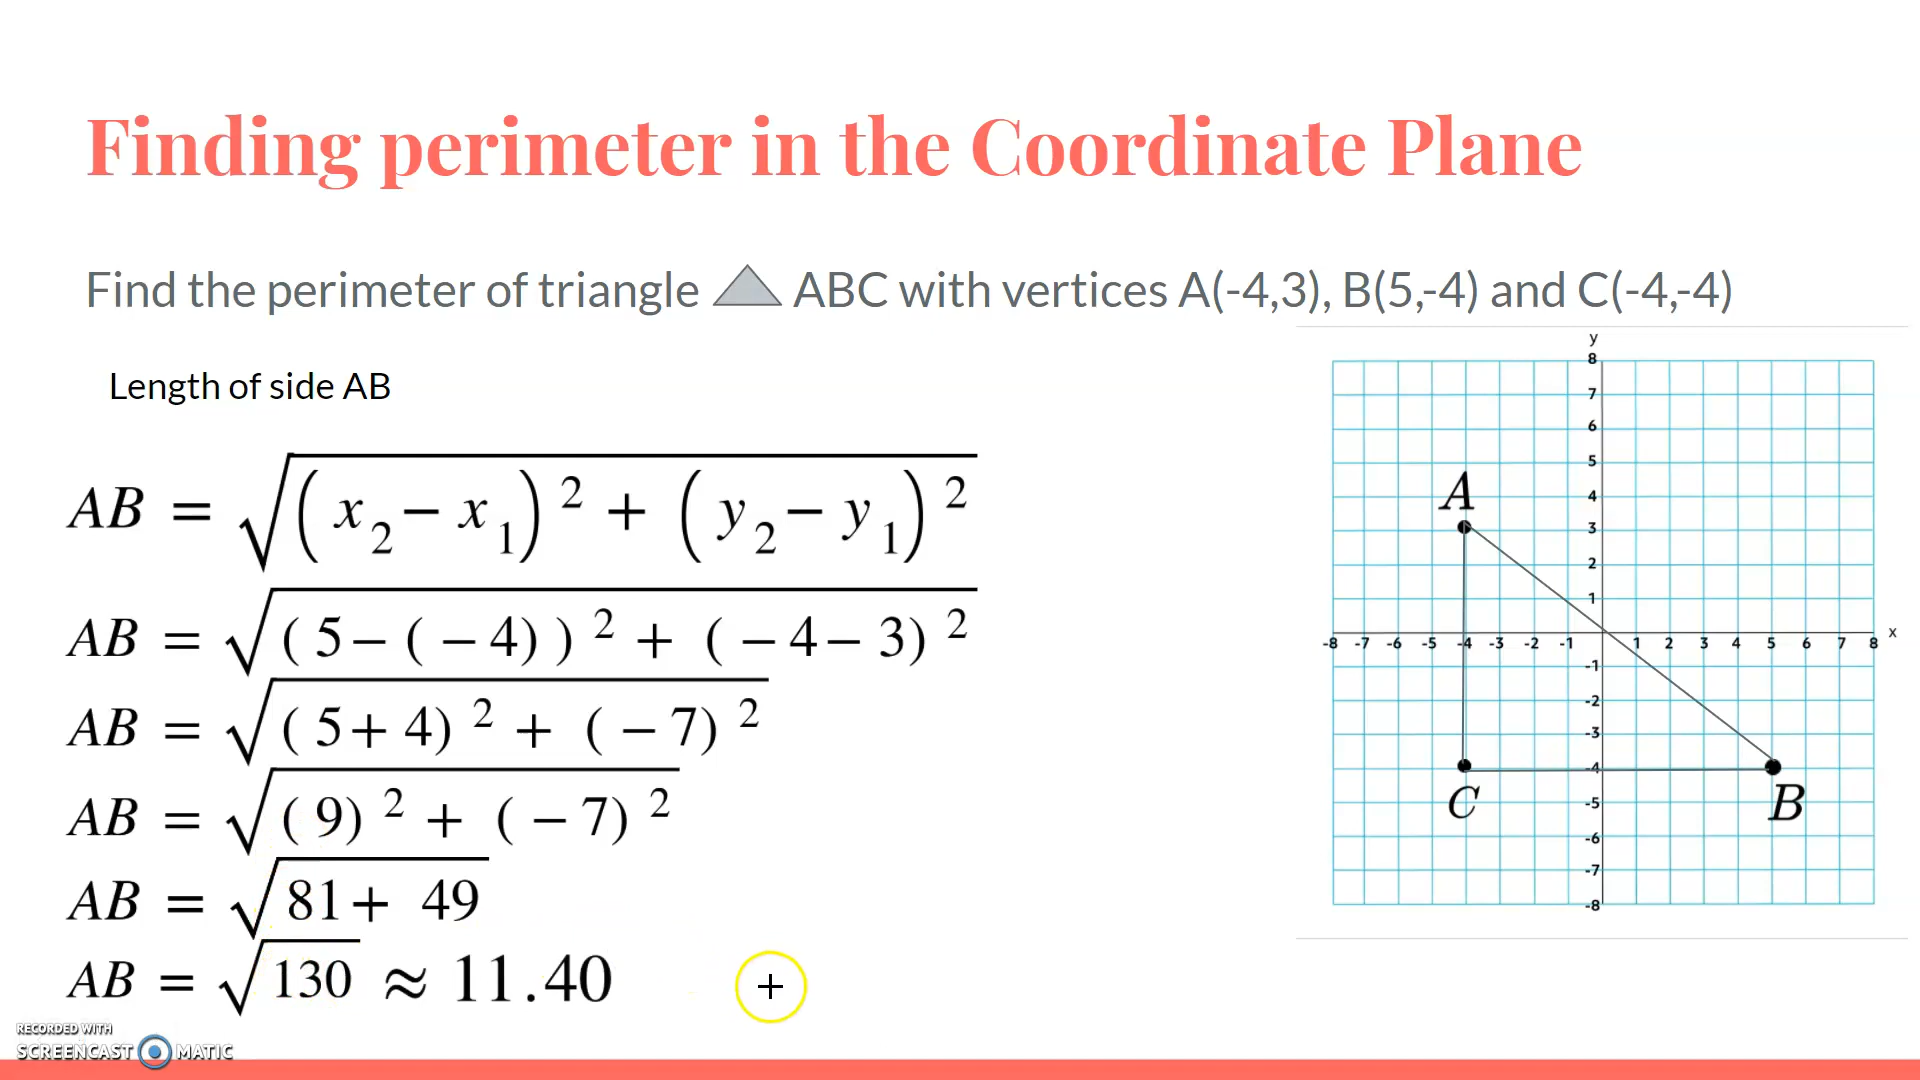 Finding perimeter in the Coordinate Plane
Find the perimeter of triangle ABC with vertices A(-4,3), B(5,-4) and C(-4,-4)
Length of side AB
AB = √(x₂ − x₁)² + (y₂ − y₁)²
AB = √(5 − (−4))² + (−4 − 3)²
AB = √(5 + 4)² + (−7)²
AB = √(9)² + (−7)²
AB = √81 + 49
AB = √130 ≈ 11.40
y
8
7
6
5
4
3
2
1
-8 -7 -6 -5 -4 -3 -2 -1 1 2 3 4 5 6 7 8 x
-1
-2
-3
-4
-5
-6
-7
-8
A
C
B
RECORDED WITH
SCREENCAST MATIC